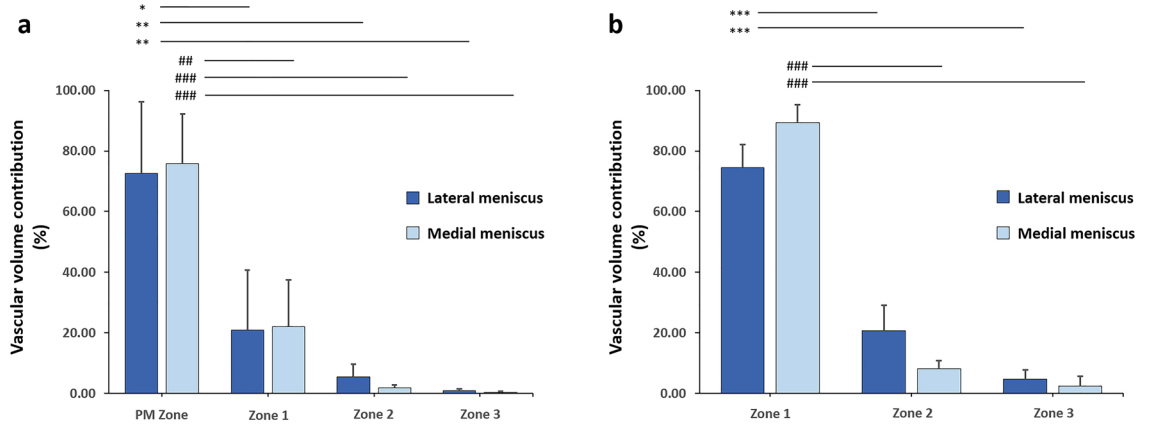 a
*
**
**
##
###
###
Vascular volume contribution
(%)
100.00
80.00
60.00
40.00
20.00
0.00
PM Zone
Zone 1
Zone 2
Zone 3
Lateral meniscus
Medial meniscus
b
***
***
###
###
Vascular volume contribution
(%)
100.00
80.00
60.00
40.00
20.00
0.00
Zone 1
Zone 2
Zone 3
Lateral meniscus
Medial meniscus